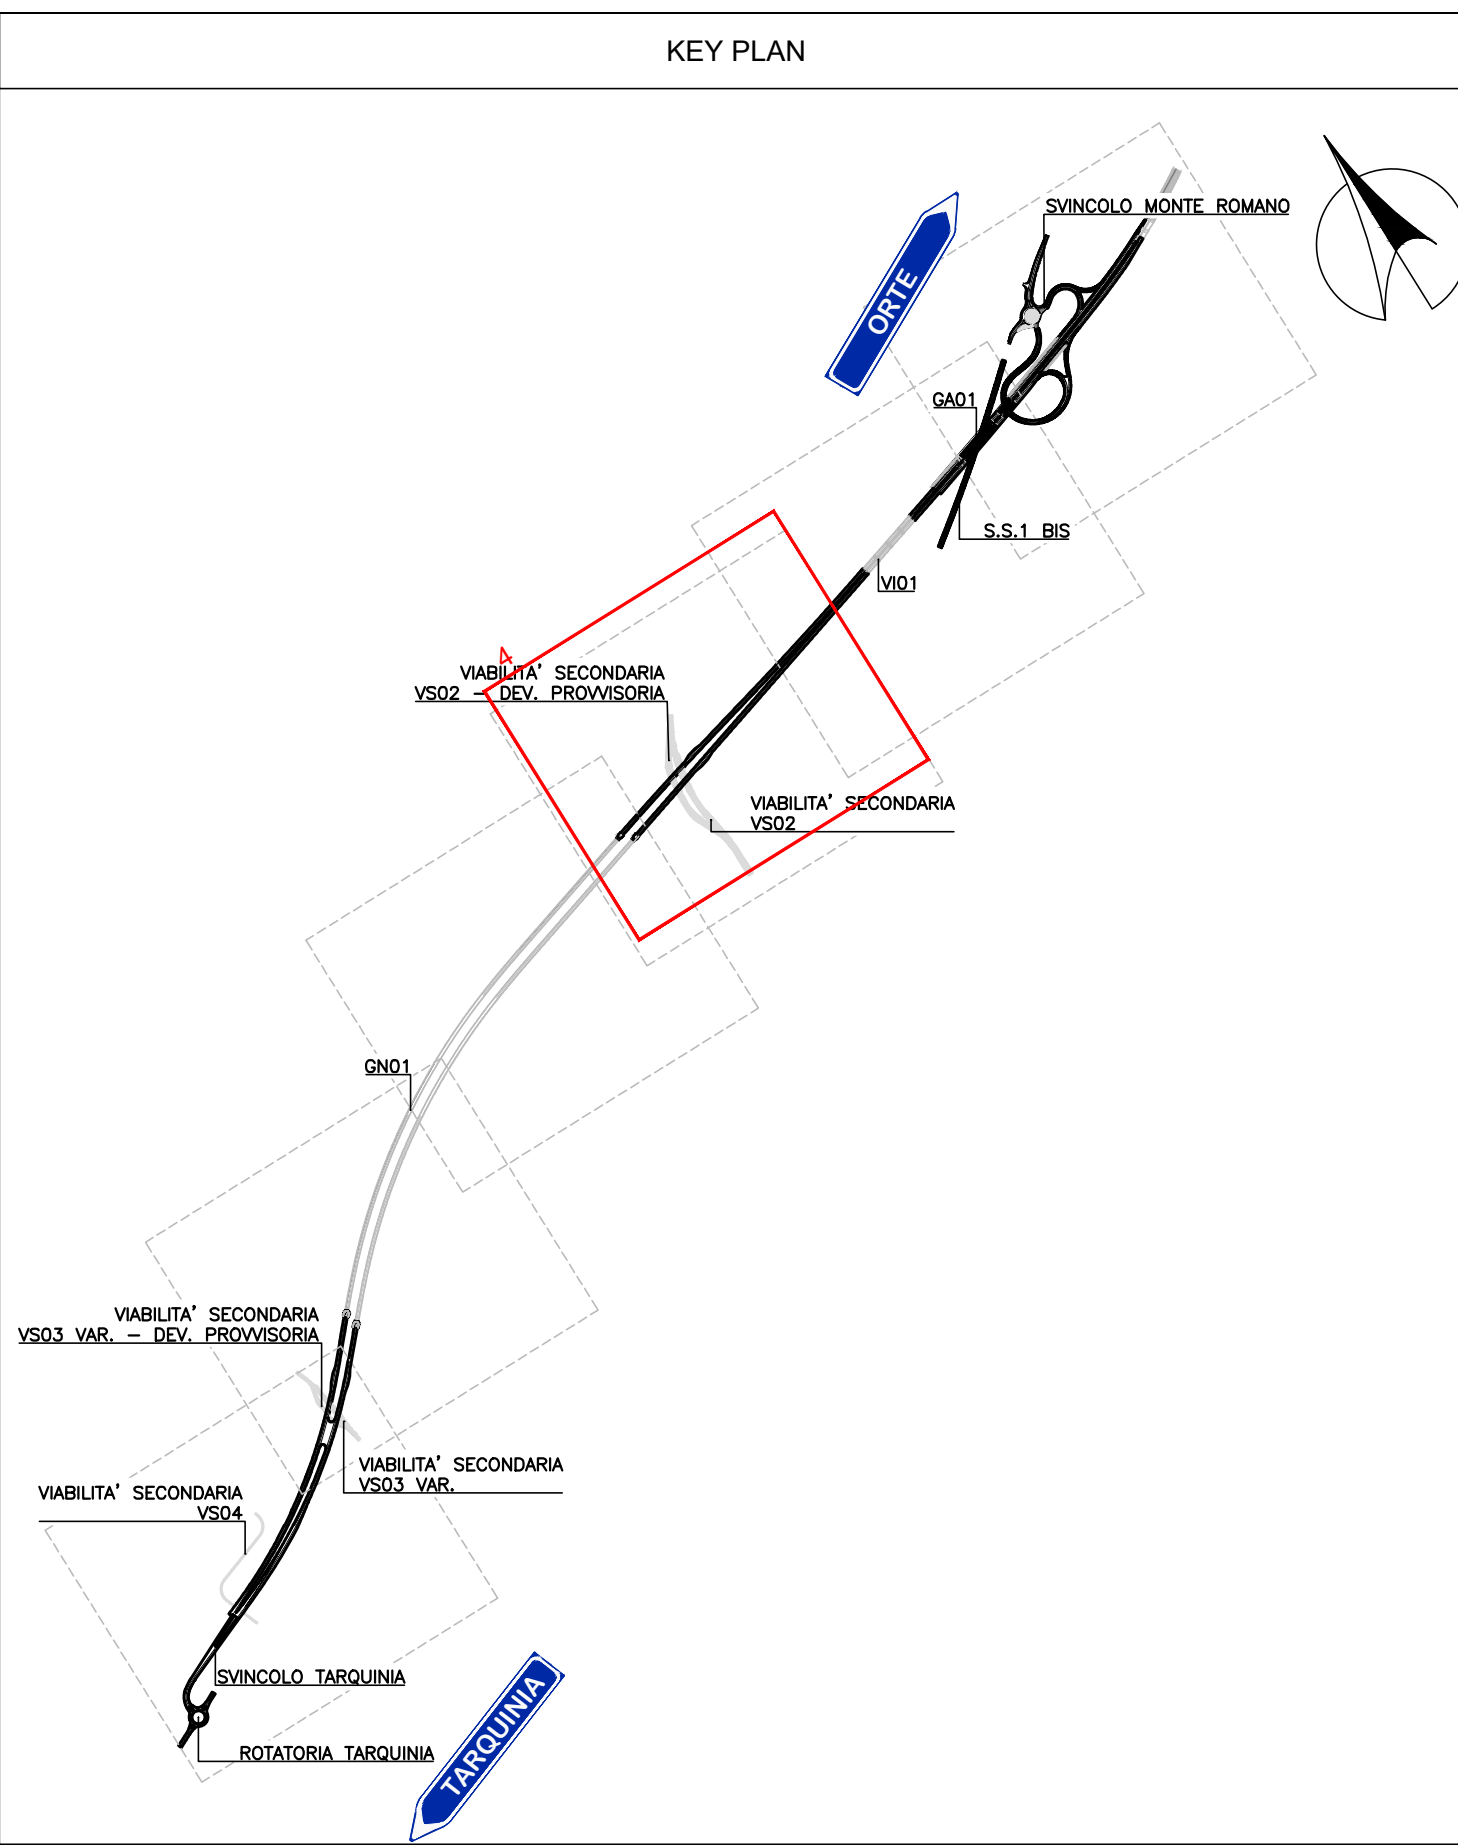 KEY PLAN
SVINCOLO MONTE ROMANO
ORTE
GA01
S.S.1 BIS
VI01
4
VIABILITA' SECONDARIA
VS02 - DEV. PROVVISORIA
VIABILITA' SECONDARIA
VS02
GN01
VIABILITA' SECONDARIA
VS03 VAR. - DEV. PROVVISORIA
VIABILITA' SECONDARIA
VS03 VAR.
VIABILITA' SECONDARIA
VS04
SVINCOLO TARQUINIA
TARQUINIA
ROTATORIA TARQUINIA